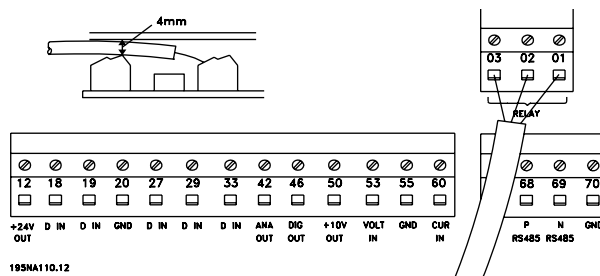 4mm
03 02 01
RELAY
12 18 19 20 27 29 33 42 46 50 53 55 60 68 69 70
+24V OUT D IN D IN GND D IN D IN D IN ANA OUT DIG OUT +10V OUT VOLT IN GND CUR IN P RS485 N RS485 GND
195NA110.12